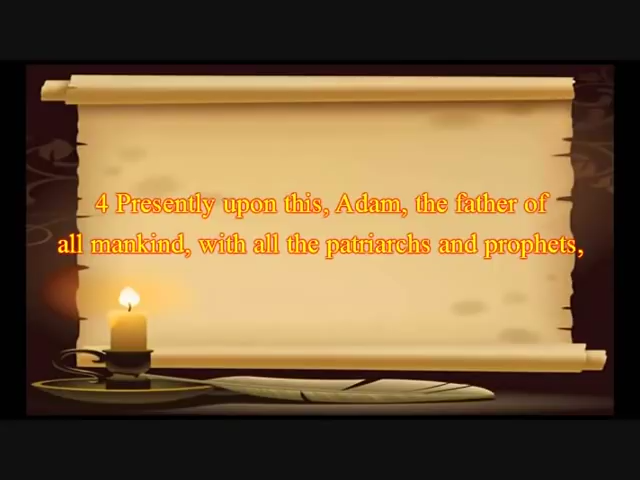 4 Presently upon this, Adam, the father of
all mankind, with all the patriarchs and prophets,